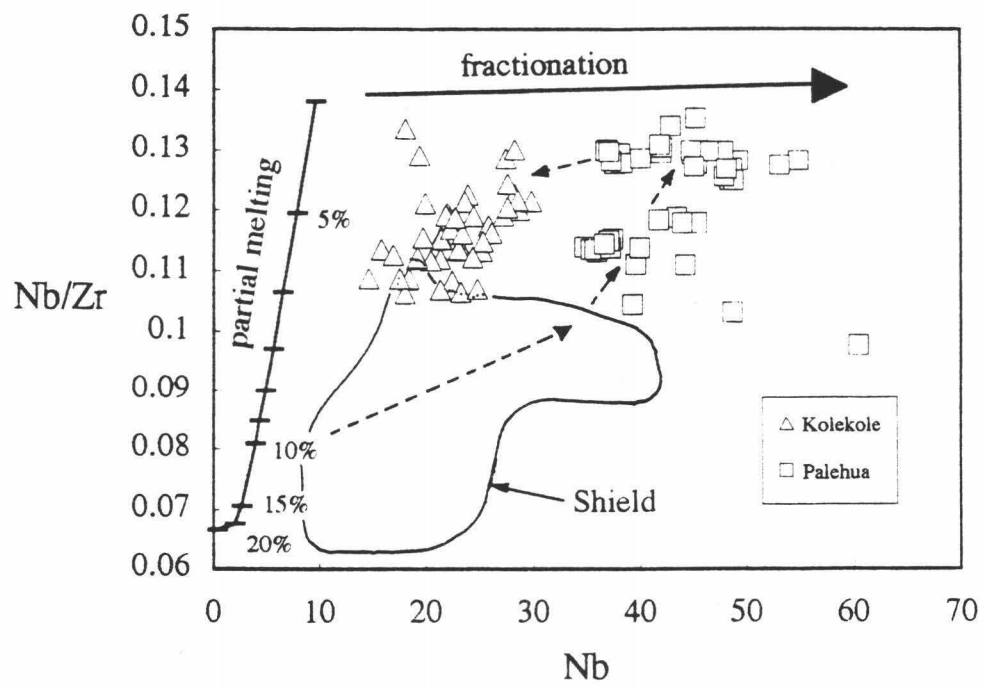 0.15
0.14
0.13
0.12
0.11
0.1
0.09
0.08
0.07
0.06
Nb/Zr
fractionation
partial melting
5%
10%
15%
20%
Shield
Kolekole
Palehua
0 10 20 30 40 50 60 70
Nb